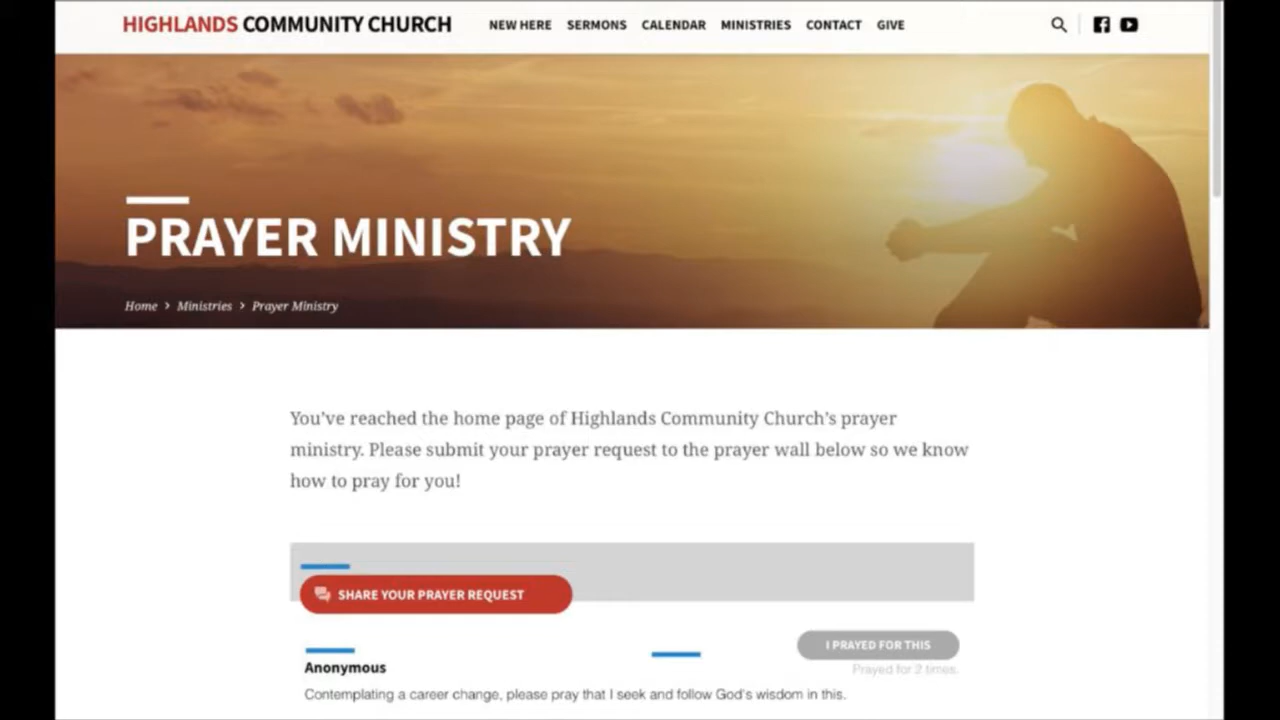 HIGHLANDS COMMUNITY CHURCH NEW HERE SERMONS CALENDAR MINISTRIES CONTACT GIVE
PRAYER MINISTRY
Home > Ministries > Prayer Ministry
You've reached the home page of Highlands Community Church's prayer
ministry. Please submit your prayer request to the prayer wall below so we know
how to pray for you!
SHARE YOUR PRAYER REQUEST
I PRAYED FOR THIS
Prayed for 2 times.
Anonymous
Contemplating a career change, please pray that I seek and follow God's wisdom in this.